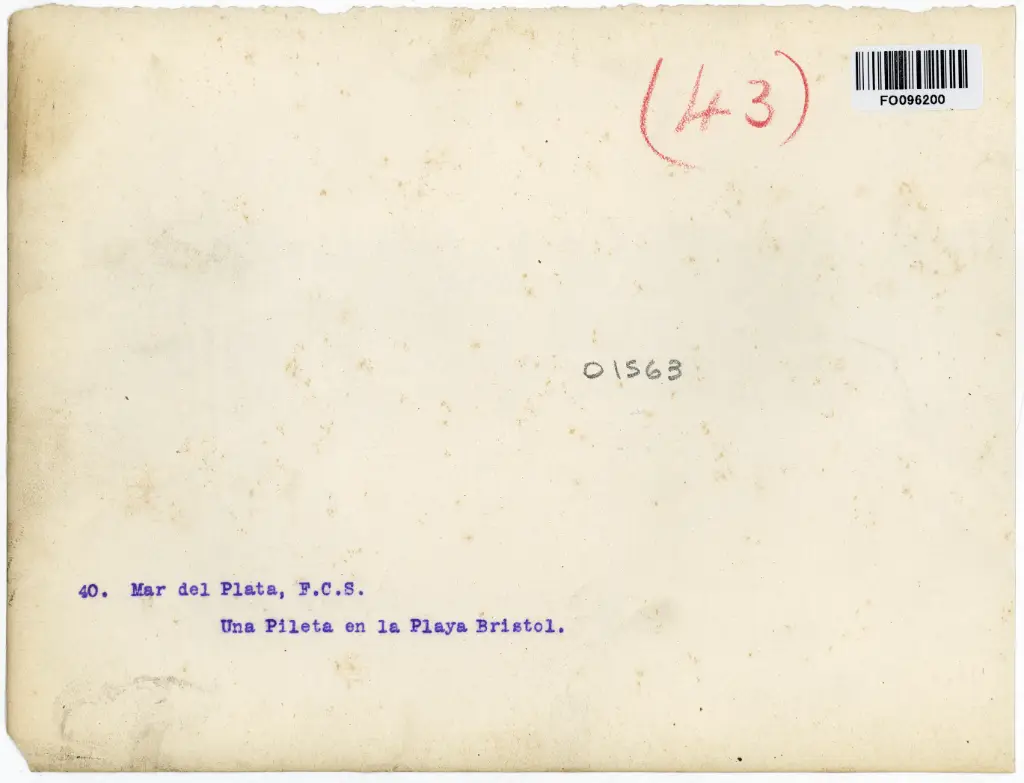 (43)
FO096200
01563
40. Mar del Plata, F.C.S.
Una Pileta en la Playa Bristol.